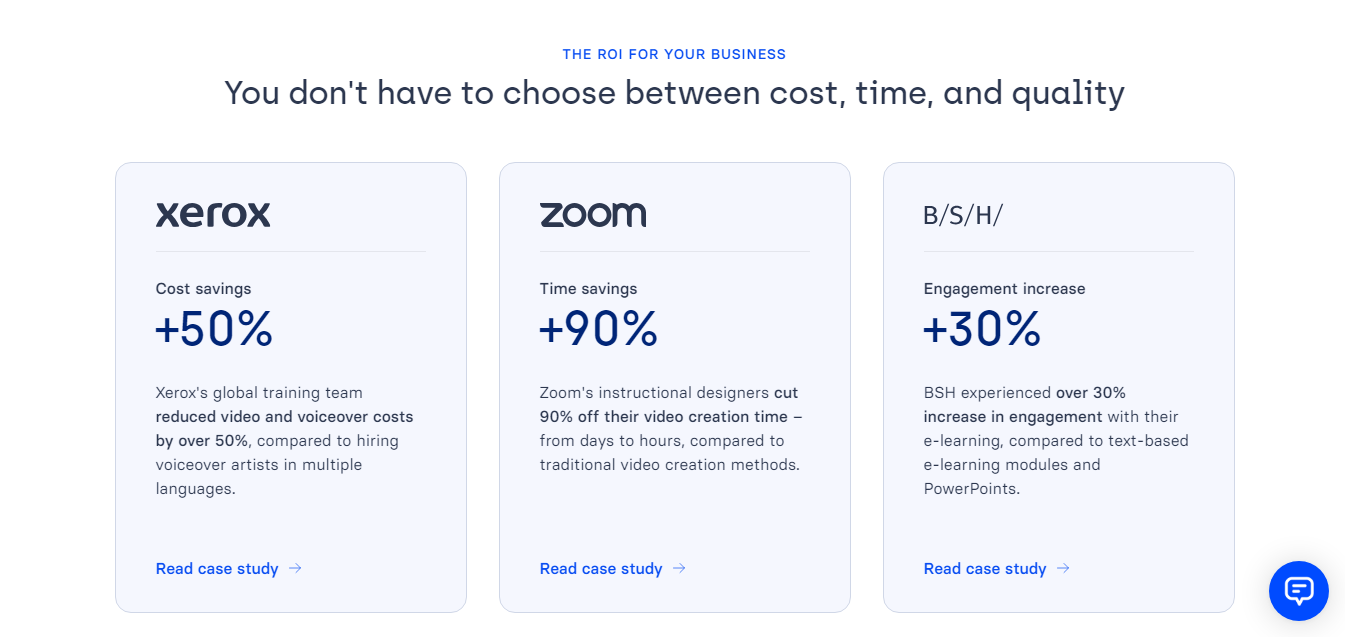 THE ROI FOR YOUR BUSINESS
You don't have to choose between cost, time, and quality
xerox
Cost savings
+50%
Xerox's global training team
reduced video and voiceover costs
by over 50%, compared to hiring
voiceover artists in multiple
languages.
Read case study →
zoom
Time savings
+90%
Zoom's instructional designers cut
90% off their video creation time –
from days to hours, compared to
traditional video creation methods.
Read case study →
B/S/H/
Engagement increase
+30%
BSH experienced over 30%
increase in engagement with their
e-learning, compared to text-based
e-learning modules and
PowerPoints.
Read case study →